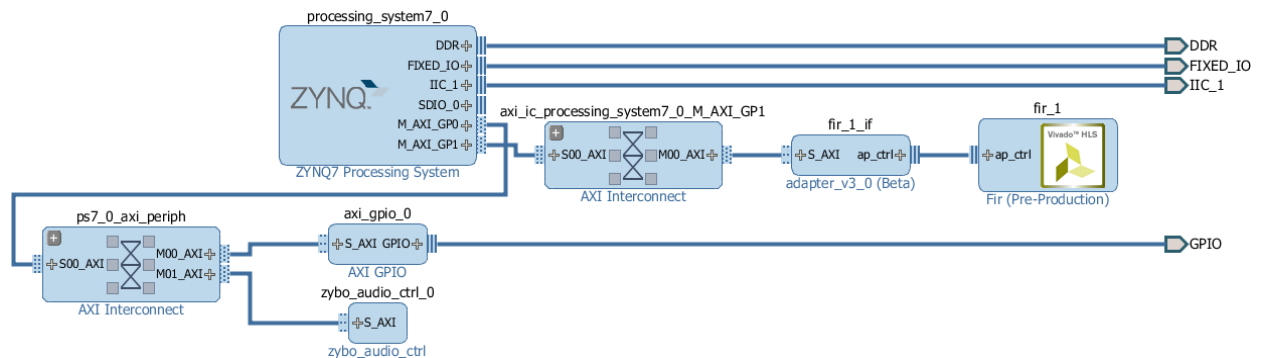 processing_system7_0
DDR
FIXED_IO
IIC_1
SDIO_0
M_AXI_GP0
M_AXI_GP1
ZYNQ
ZYNQ7 Processing System
DDR
FIXED_IO
IIC_1
axi_ic_processing_system7_0_M_AXI_GP1
S00_AXI
M00_AXI
AXI Interconnect
fir_1_if
S_AXI
ap_ctrl
adapter_v3_0 (Beta)
fir_1
ap_ctrl
Vivado™ HLS
Fir (Pre-Production)
ps7_0_axi_periph
S00_AXI
M00_AXI
M01_AXI
AXI Interconnect
axi_gpio_0
S_AXI
GPIO
AXI GPIO
GPIO
zybo_audio_ctrl_0
S_AXI
zybo_audio_ctrl